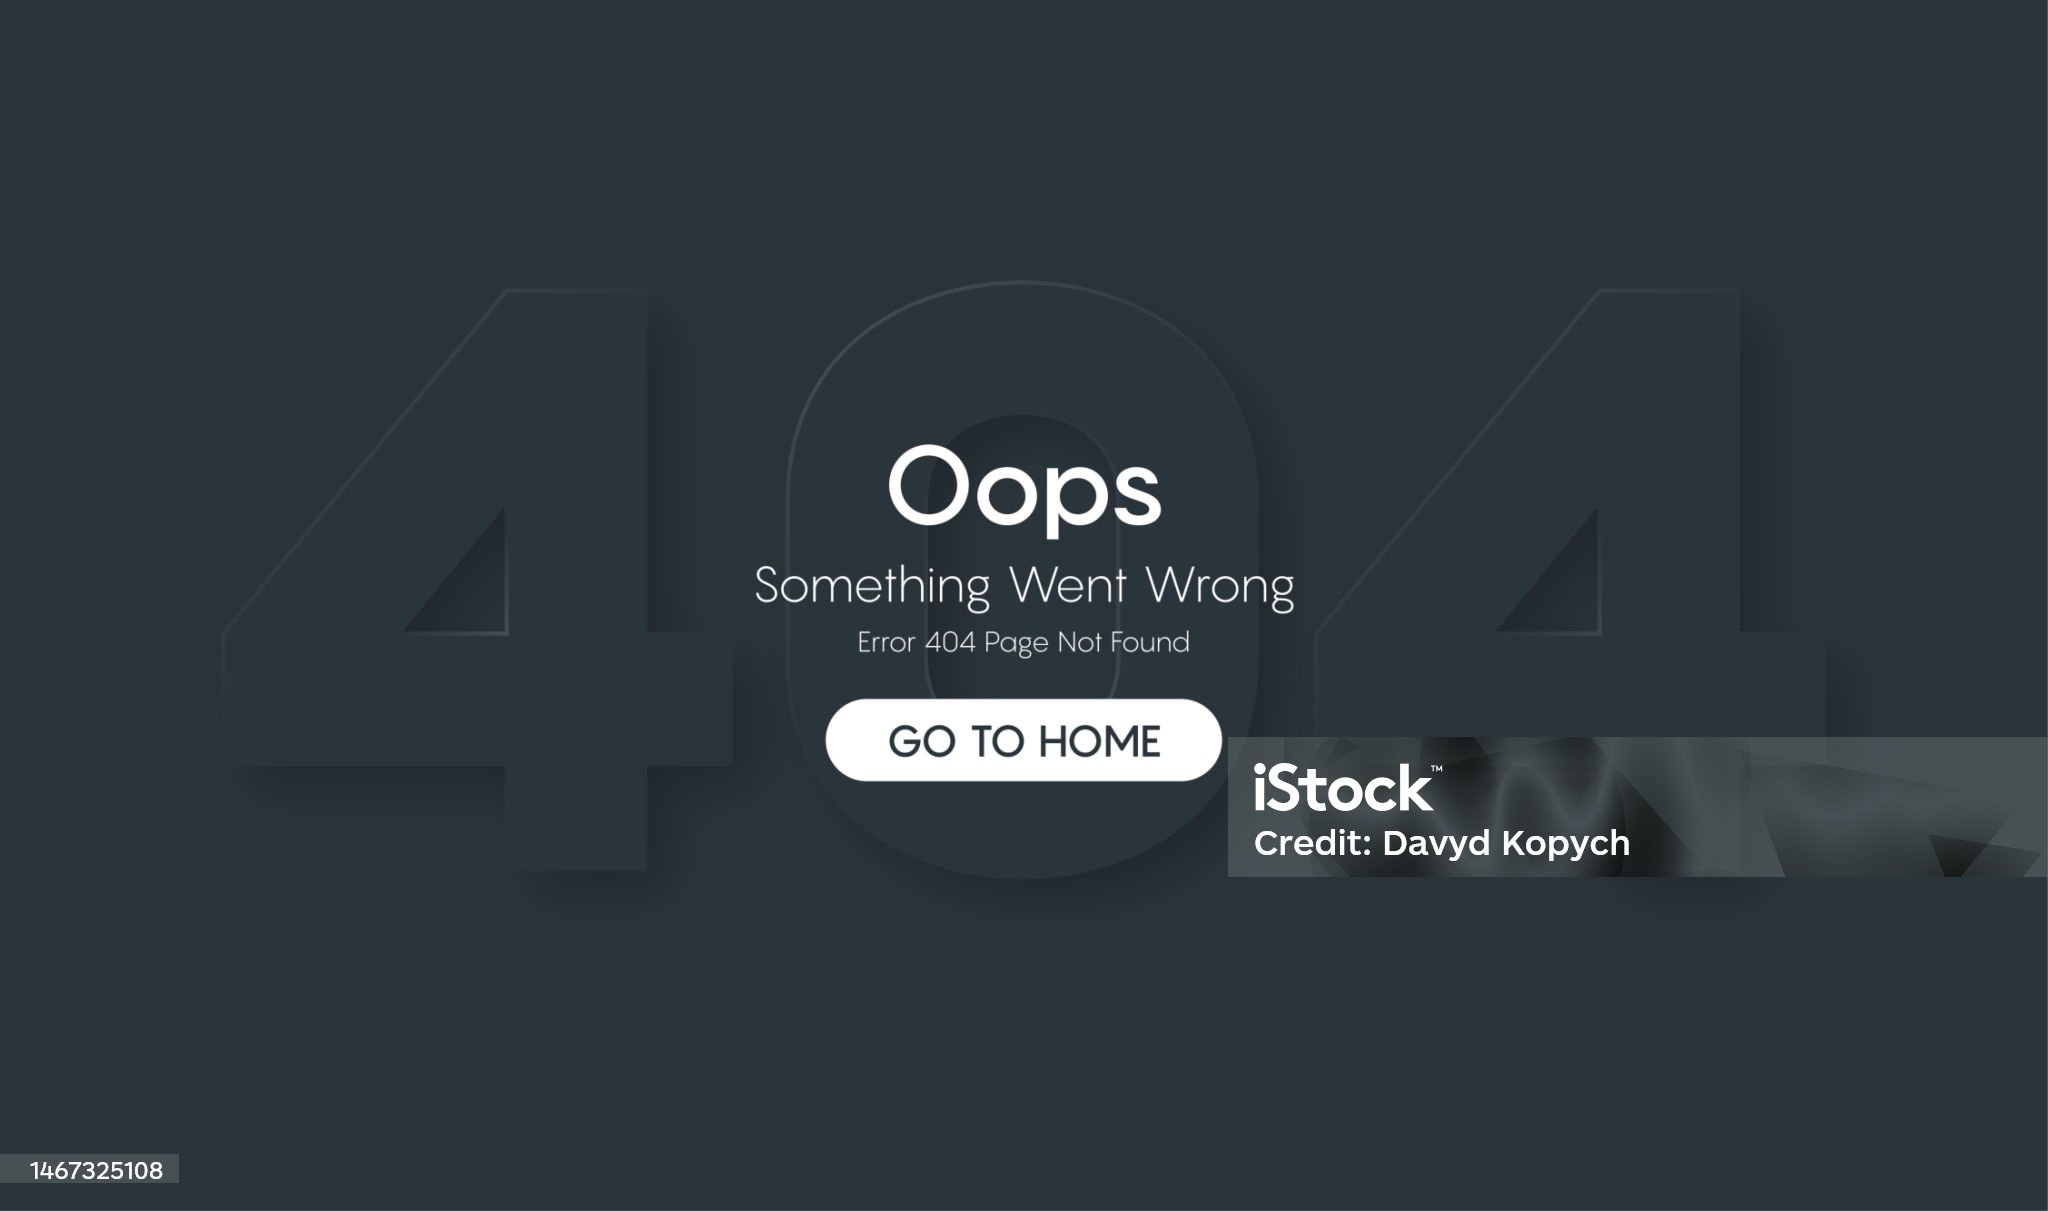 404
Oops
Something Went Wrong
Error 404 Page Not Found
GO TO HOME
iStock™
Credit: Davyd Kopych
1467325108